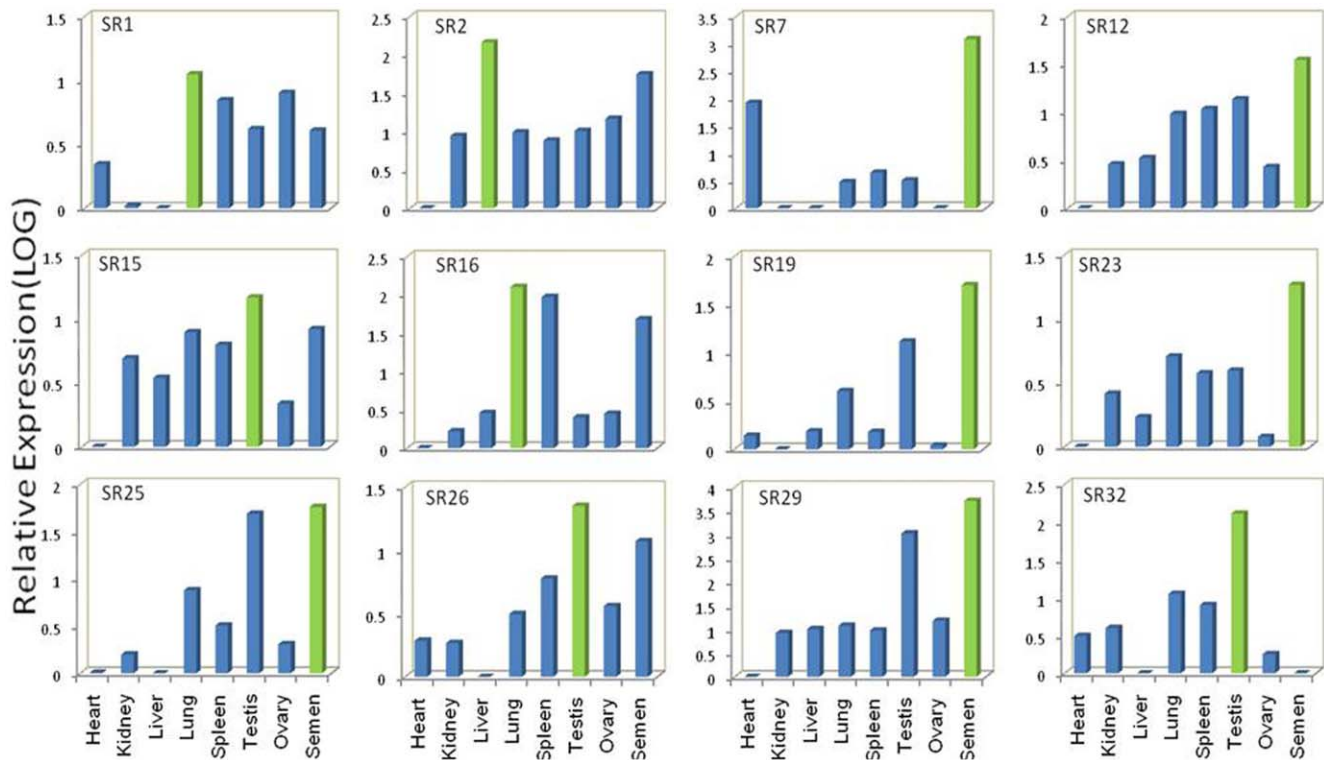 Relative Expression(LOG)
SR1
1.5
1
0.5
0
SR2
2.5
2
1.5
1
0.5
0
SR7
3.5
3
2.5
2
1.5
1
0.5
0
SR12
2
1.5
1
0.5
0
SR15
1.5
1
0.5
0
SR16
2.5
2
1.5
1
0.5
0
SR19
2
1.5
1
0.5
0
SR23
1.5
1
0.5
0
SR25
2
1.5
1
0.5
0
SR26
1.5
1
0.5
0
SR29
4
3.5
3
2.5
2
1.5
1
0.5
0
SR32
2.5
2
1.5
1
0.5
0
Heart
Kidney
Liver
Lung
Spleen
Testis
Ovary
Semen
Heart
Kidney
Liver
Lung
Spleen
Testis
Ovary
Semen
Heart
Kidney
Liver
Lung
Spleen
Testis
Ovary
Semen
Heart
Kidney
Liver
Lung
Spleen
Testis
Ovary
Semen